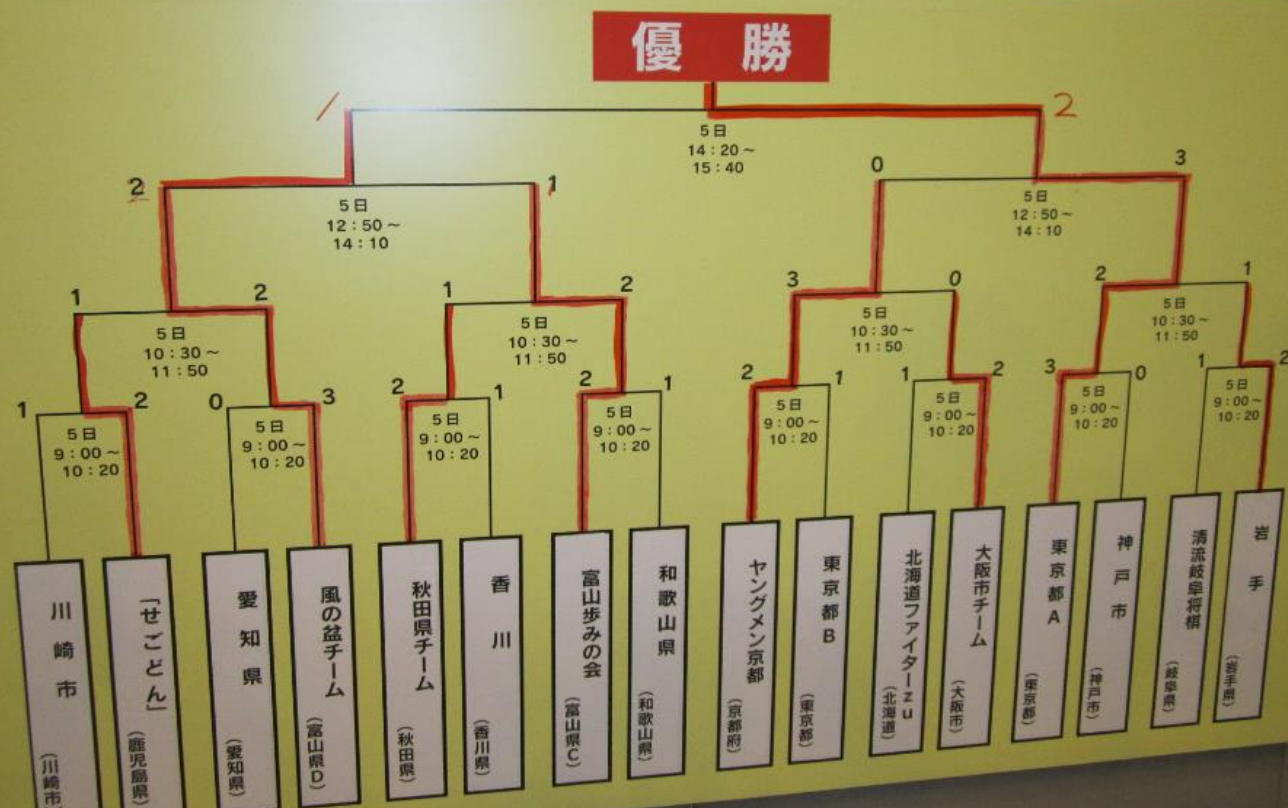 優 勝
1
2
5日
14:20~
15:40
2
1
5日
12:50~
14:10
0
3
5日
12:50~
14:10
1
2
5日
10:30~
11:50
1
2
5日
10:30~
11:50
3
0
5日
10:30~
11:50
2
1
5日
10:30~
11:50
1
2
5日
9:00~
10:20
0
3
5日
9:00~
10:20
2
1
5日
9:00~
10:20
2
1
5日
9:00~
10:20
2
1
5日
9:00~
10:20
1
2
5日
9:00~
10:20
3
0
5日
9:00~
10:20
1
2
5日
9:00~
10:20
川崎市
(川崎市
「せごどん」
(鹿児島県)
愛知県
(愛知県)
風の盆チーム
(富山県D)
秋田県チーム
(秋田県)
香川
(香川県)
富山歩みの会
(富山県C)
和歌山県
(和歌山県)
ヤングメン京都
(京都府)
東京都B
(東京都)
北海道ファイターzu
(北海道)
大阪市チーム
(大阪市)
東京都A
(東京都)
神戸市
(神戸市)
清流岐阜将棋
(岐阜県)
岩手
(岩手県)